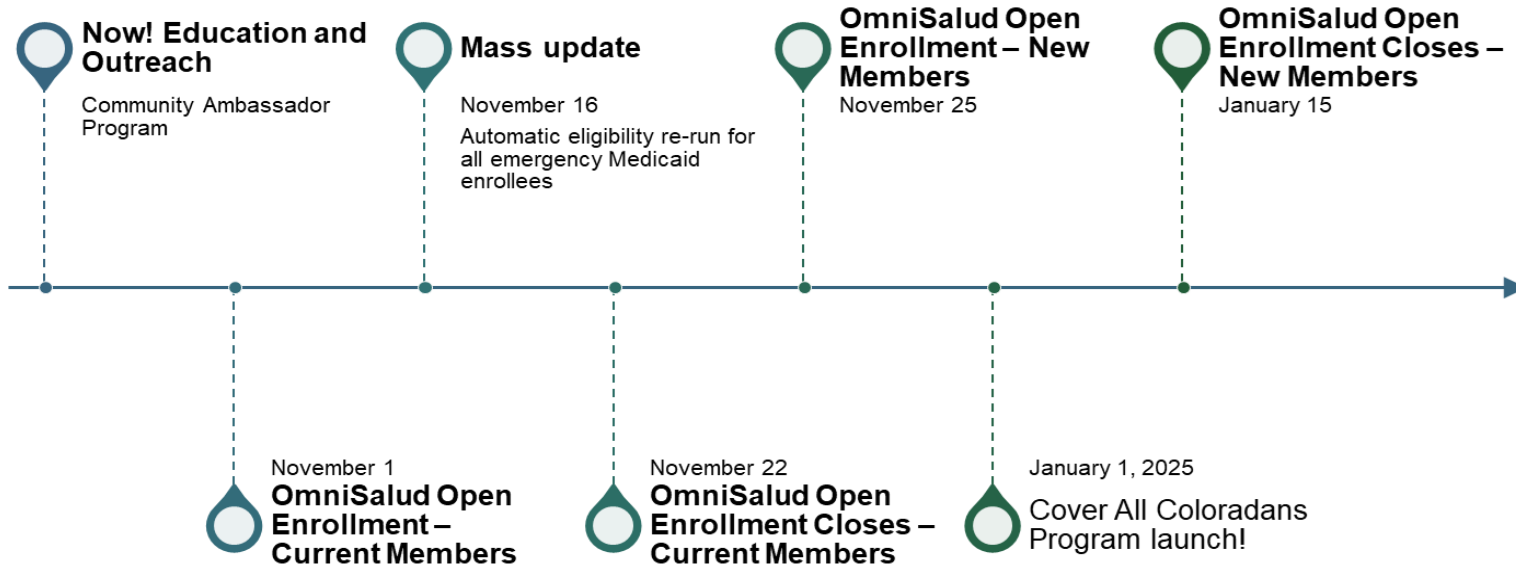 Now! Education and
Outreach
Community Ambassador
Program
Mass update
November 16
Automatic eligibility re-run for
all emergency Medicaid
enrollees
OmniSalud Open
Enrollment – New
Members
November 25
OmniSalud Open
Enrollment Closes –
New Members
January 15
November 1
OmniSalud Open
Enrollment –
Current Members
November 22
OmniSalud Open
Enrollment Closes –
Current Members
January 1, 2025
Cover All Coloradans
Program launch!